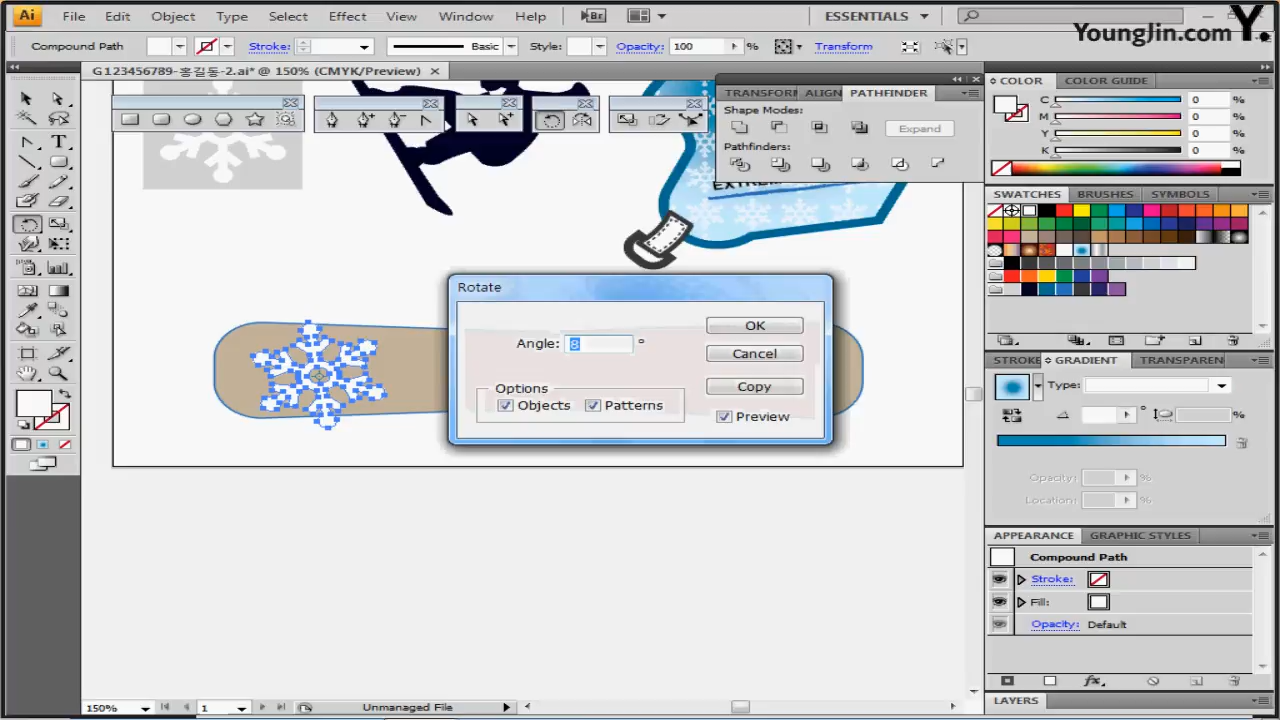 Ai File Edit Object Type Select Effect View Window Help Br ESSENTIALS
YoungJin.com Y.
Compound Path Stroke: Basic Style: Opacity: 100 % Transform
G123456789-홍길동-2.ai* @ 150% (CMYK/Preview)
TRANSFORM ALIGN PATHFINDER
Shape Modes:
Expand
Pathfinders:
EXTREM
COLOR COLOR GUIDE
C 0 %
M 0 %
Y 0 %
K 0 %
SWATCHES BRUSHES SYMBOLS
STROKE GRADIENT TRANSPAREN
Type:
° %
Opacity: %
Location: %
Rotate
Angle: 8 °
OK
Cancel
Copy
Options
Objects Patterns
Preview
APPEARANCE GRAPHIC STYLES
Compound Path
Stroke:
Fill:
Opacity: Default
fx
LAYERS
150% 1 Unmanaged File